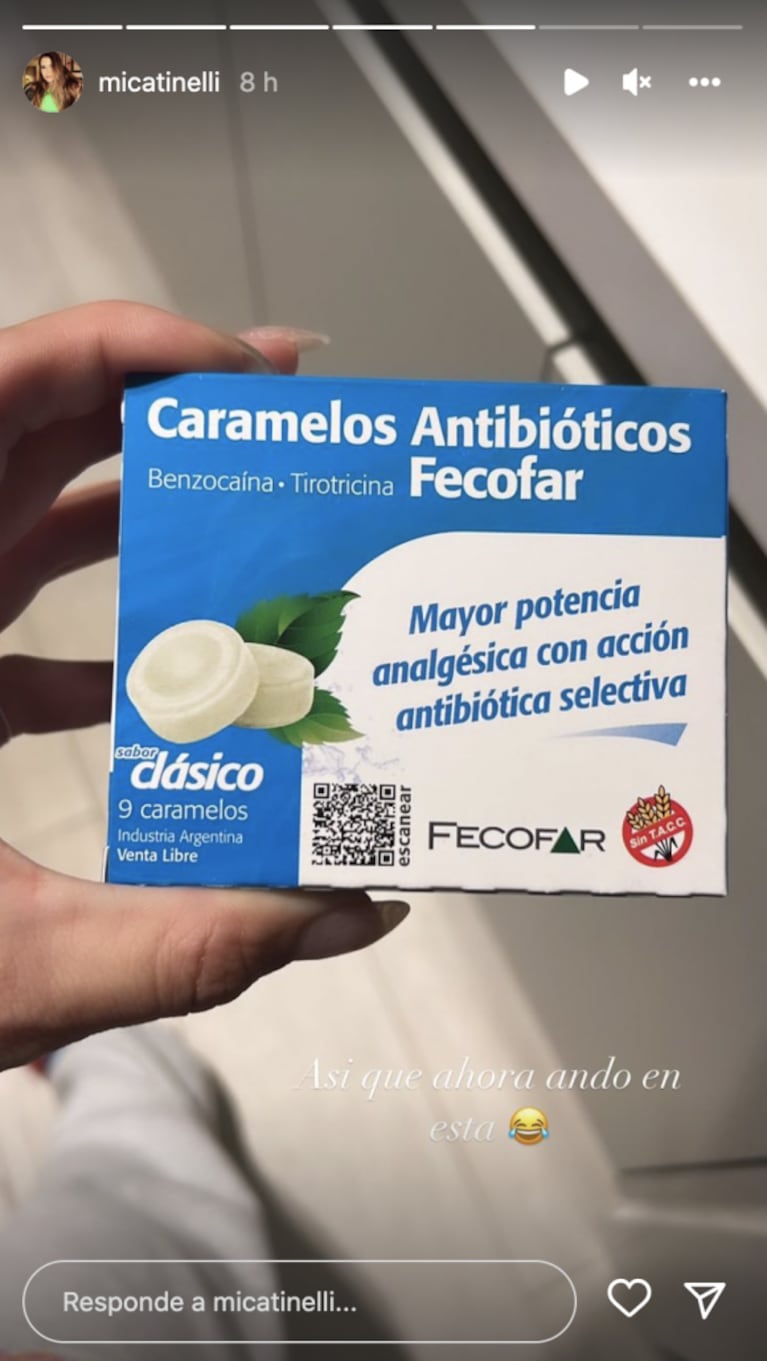 micatinelli 8 h
Caramelos Antibióticos
Benzocaína • Tirotricina Fecofar
Mayor potencia
analgésica con acción
antibiótica selectiva
sabor
clásico
9 caramelos
Industria Argentina
Venta Libre
escanear
FECOFAR
Sin T.A.C.C.
Asi que ahora ando en
esta 😂
Responde a micatinelli...